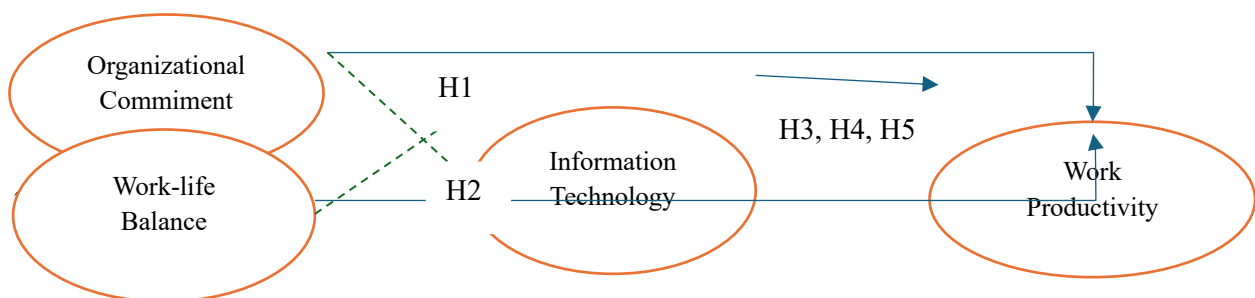 Organizational
Commiment
H1
H3, H4, H5
Work-life
Balance
H2
Information
Technology
Work
Productivity